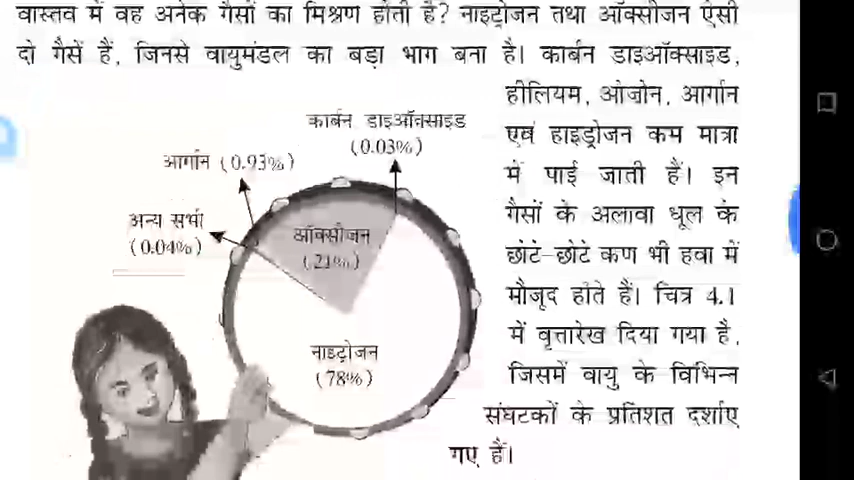 वास्तव में वह अनेक गैसों का मिश्रण होती है? नाइट्रोजन तथा ऑक्सीजन ऐसी
दो गैसें हैं, जिनसे वायुमंडल का बड़ा भाग बना है। कार्बन डाइऑक्साइड,
हीलियम, ओज़ोन, आर्गान
एवं हाइड्रोजन कम मात्रा
में पाई जाती हैं। इन
गैसों के अलावा धूल के
छोटे-छोटे कण भी हवा में
मौजूद होते हैं। चित्र 4.1
में वृत्तारेख दिया गया है,
जिसमें वायु के विभिन्न
संघटकों के प्रतिशत दर्शाए
गए हैं।
कार्बन डाइऑक्साइड
(0.03%)
आर्गान (0.93%)
अन्य सभी
(0.04%)
ऑक्सीजन
(21%)
नाइट्रोजन
(78%)